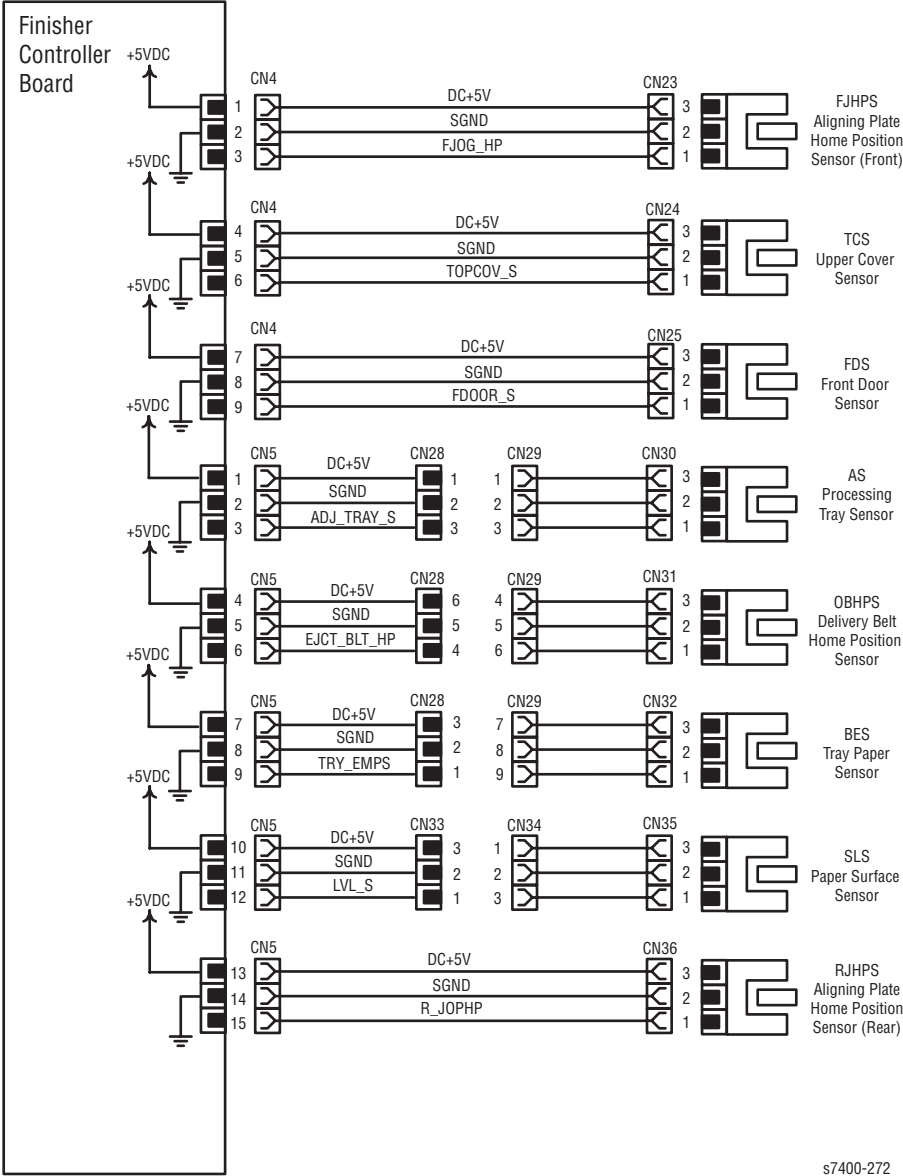 Finisher
Controller
Board
+5VDC
CN4
1
2
3
DC+5V
SGND
FJOG_HP
CN23
3
2
1
FJHPS
Aligning Plate
Home Position
Sensor (Front)
+5VDC
CN4
4
5
6
DC+5V
SGND
TOPCOV_S
CN24
3
2
1
TCS
Upper Cover
Sensor
+5VDC
CN4
7
8
9
DC+5V
SGND
FDOOR_S
CN25
3
2
1
FDS
Front Door
Sensor
+5VDC
CN5
1
2
3
DC+5V
SGND
ADJ_TRAY_S
CN28
1
2
3
CN29
1
2
3
CN30
3
2
1
AS
Processing
Tray Sensor
+5VDC
CN5
4
5
6
DC+5V
SGND
EJCT_BLT_HP
CN28
6
5
4
CN29
4
5
6
CN31
3
2
1
OBHPS
Delivery Belt
Home Position
Sensor
+5VDC
CN5
7
8
9
DC+5V
SGND
TRY_EMPS
CN28
3
2
1
CN29
7
8
9
CN32
3
2
1
BES
Tray Paper
Sensor
+5VDC
CN5
10
11
12
DC+5V
SGND
LVL_S
CN33
3
2
1
CN34
1
2
3
CN35
3
2
1
SLS
Paper Surface
Sensor
+5VDC
CN5
13
14
15
DC+5V
SGND
R_JOPHP
CN36
3
2
1
RJHPS
Aligning Plate
Home Position
Sensor (Rear)
s7400-272